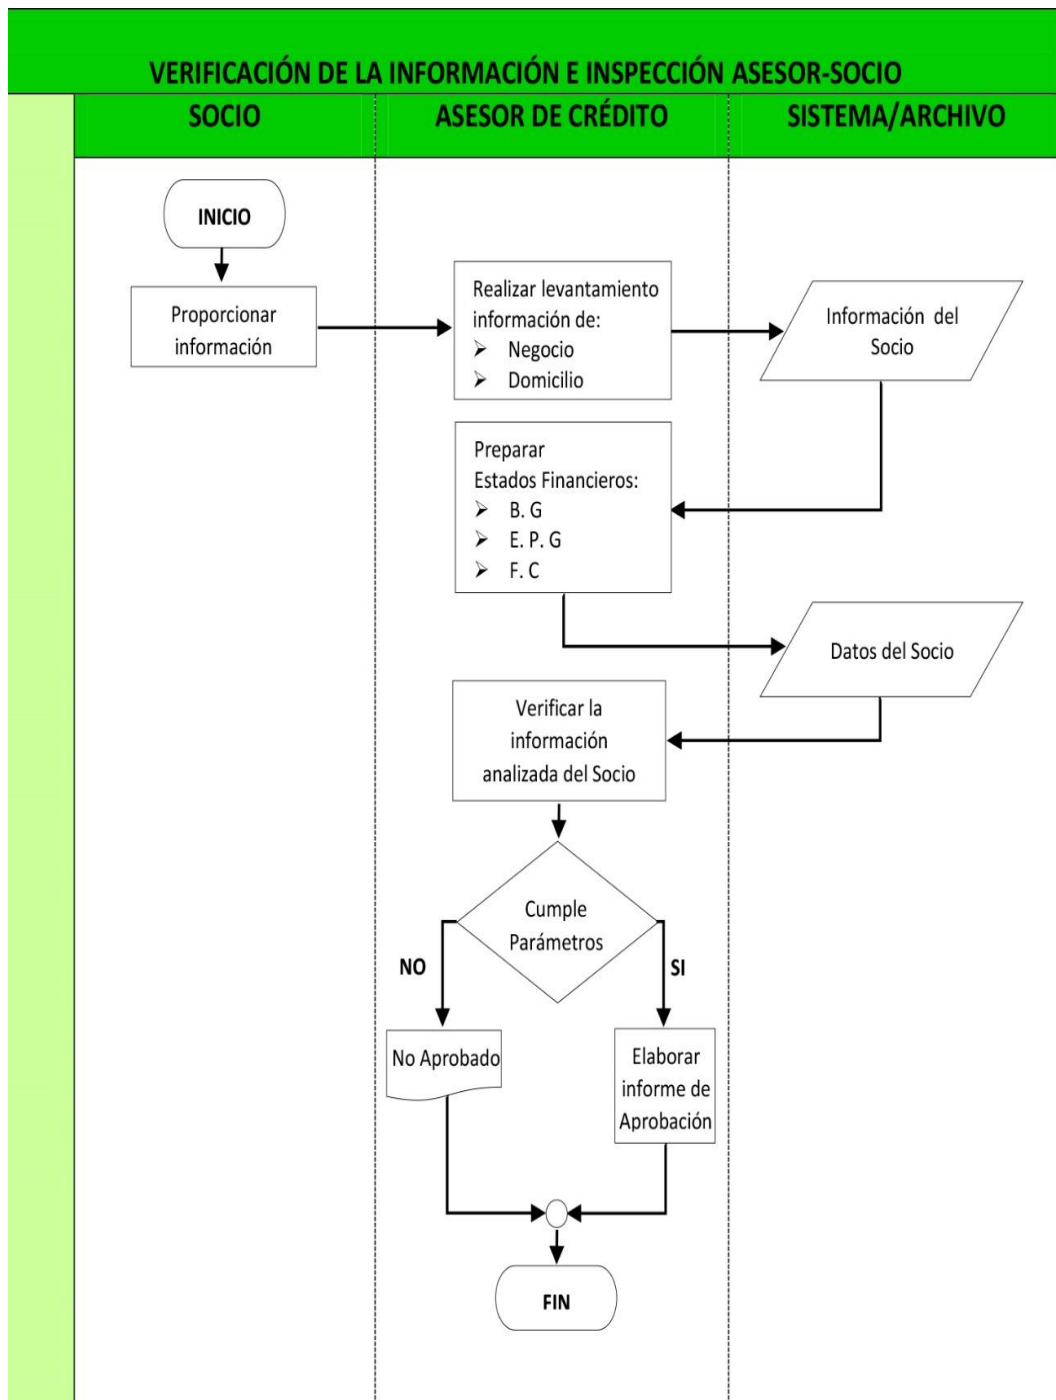 VERIFICACIÓN DE LA INFORMACIÓN E INSPECCIÓN ASESOR-SOCIO
SOCIO
ASESOR DE CRÉDITO
SISTEMA/ARCHIVO
INICIO
Proporcionar
información
Realizar levantamiento
información de:
➢ Negocio
➢ Domicilio
Información del
Socio
Preparar
Estados Financieros:
➢ B. G
➢ E. P. G
➢ F. C
Datos del Socio
Verificar la
información
analizada del Socio
Cumple
Parámetros
NO
SI
No Aprobado
Elaborar
informe de
Aprobación
FIN